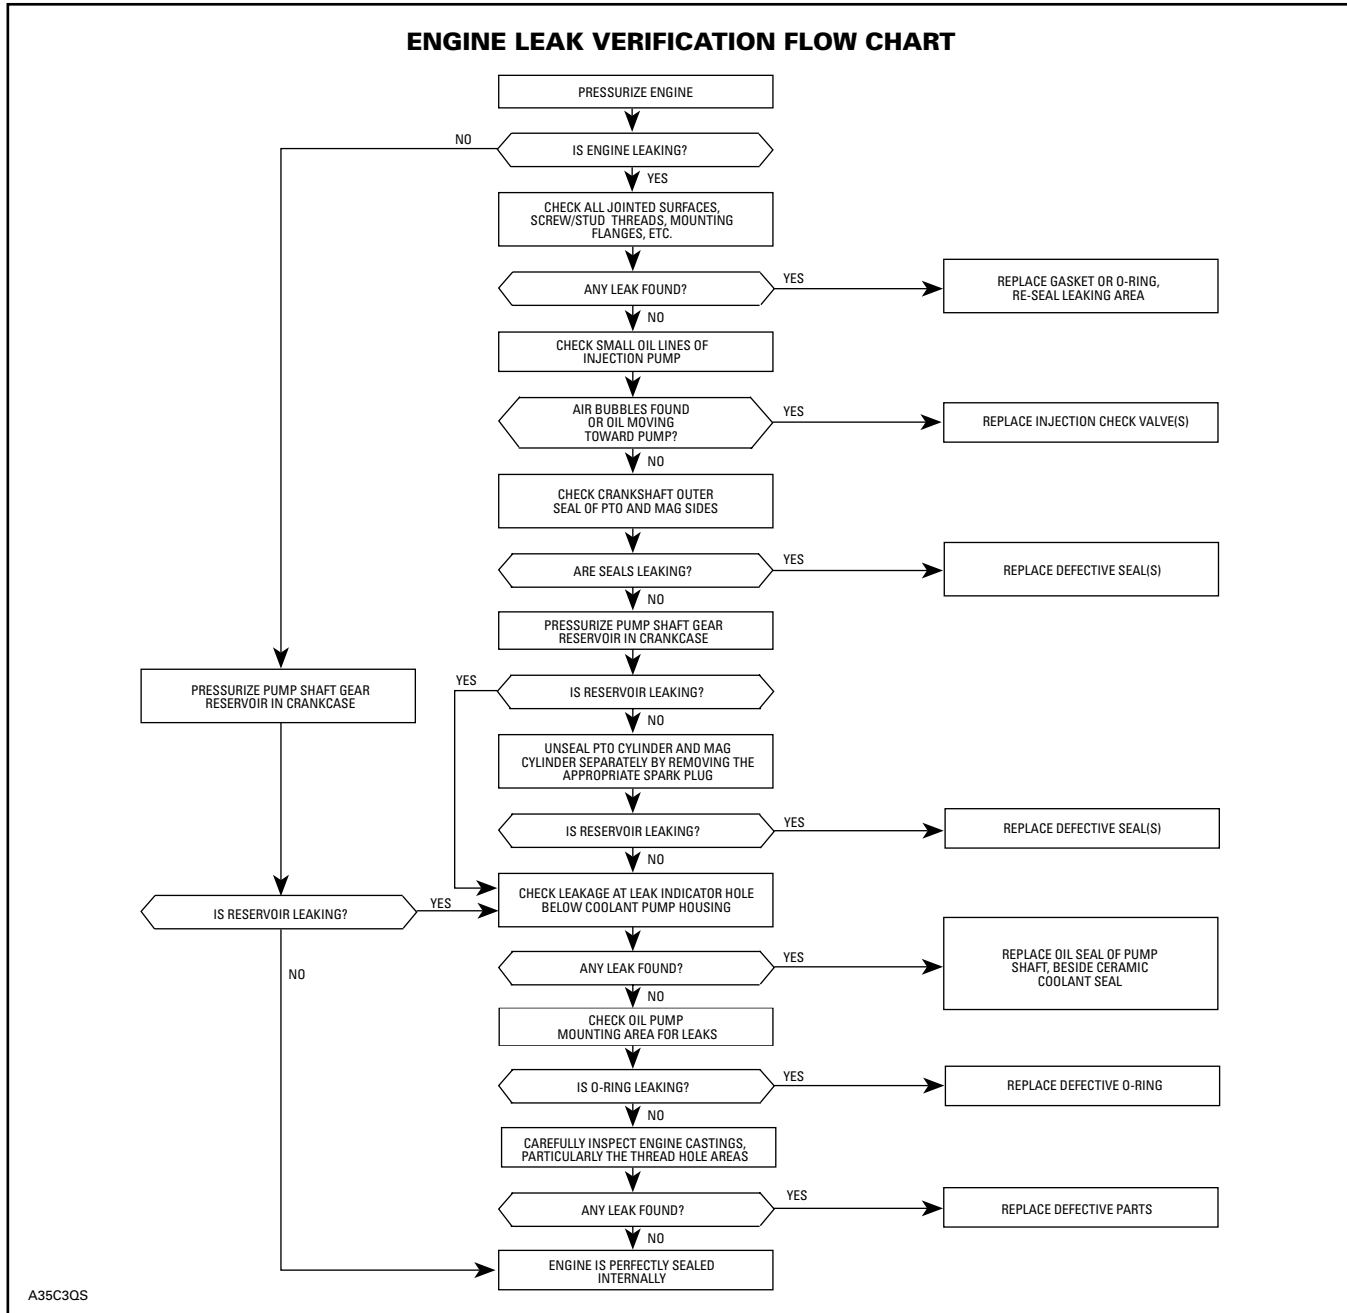 ENGINE LEAK VERIFICATION FLOW CHART
PRESSURIZE ENGINE
NO
IS ENGINE LEAKING?
YES
CHECK ALL JOINTED SURFACES,
SCREW/STUD THREADS, MOUNTING
FLANGES, ETC.
ANY LEAK FOUND?
YES
REPLACE GASKET OR O-RING,
RE-SEAL LEAKING AREA
NO
CHECK SMALL OIL LINES OF
INJECTION PUMP
AIR BUBBLES FOUND
OR OIL MOVING
TOWARD PUMP?
YES
REPLACE INJECTION CHECK VALVE(S)
NO
CHECK CRANKSHAFT OUTER
SEAL OF PTO AND MAG SIDES
ARE SEALS LEAKING?
YES
REPLACE DEFECTIVE SEAL(S)
NO
PRESSURIZE PUMP SHAFT GEAR
RESERVOIR IN CRANKCASE
PRESSURIZE PUMP SHAFT GEAR
RESERVOIR IN CRANKCASE
YES
IS RESERVOIR LEAKING?
NO
UNSEAL PTO CYLINDER AND MAG
CYLINDER SEPARATELY BY REMOVING THE
APPROPRIATE SPARK PLUG
IS RESERVOIR LEAKING?
YES
REPLACE DEFECTIVE SEAL(S)
NO
IS RESERVOIR LEAKING?
YES
CHECK LEAKAGE AT LEAK INDICATOR HOLE
BELOW COOLANT PUMP HOUSING
NO
ANY LEAK FOUND?
YES
REPLACE OIL SEAL OF PUMP
SHAFT, BESIDE CERAMIC
COOLANT SEAL
NO
CHECK OIL PUMP
MOUNTING AREA FOR LEAKS
IS O-RING LEAKING?
YES
REPLACE DEFECTIVE O-RING
NO
CAREFULLY INSPECT ENGINE CASTINGS,
PARTICULARLY THE THREAD HOLE AREAS
ANY LEAK FOUND?
YES
REPLACE DEFECTIVE PARTS
NO
ENGINE IS PERFECTLY SEALED
INTERNALLY
A35C3QS